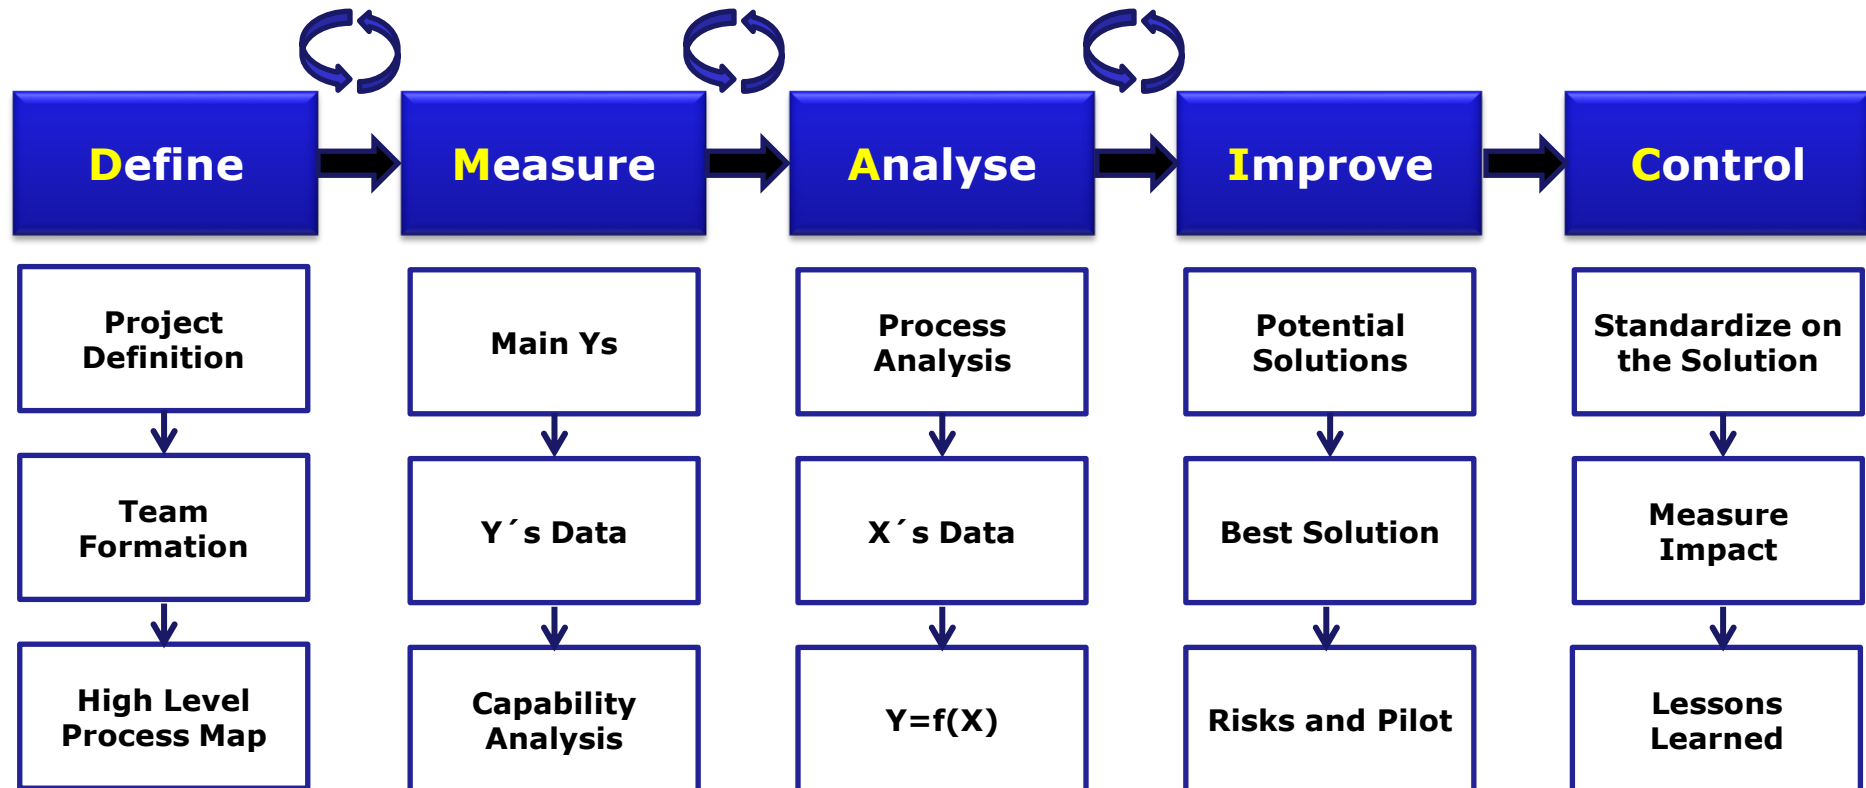 Define
Measure
Analyse
Improve
Control
Project
Definition
Team
Formation
High Level
Process Map
Main Ys
Y´s Data
Capability
Analysis
Process
Analysis
X´s Data
Y=f(X)
Potential
Solutions
Best Solution
Risks and Pilot
Standardize on
the Solution
Measure
Impact
Lessons
Learned